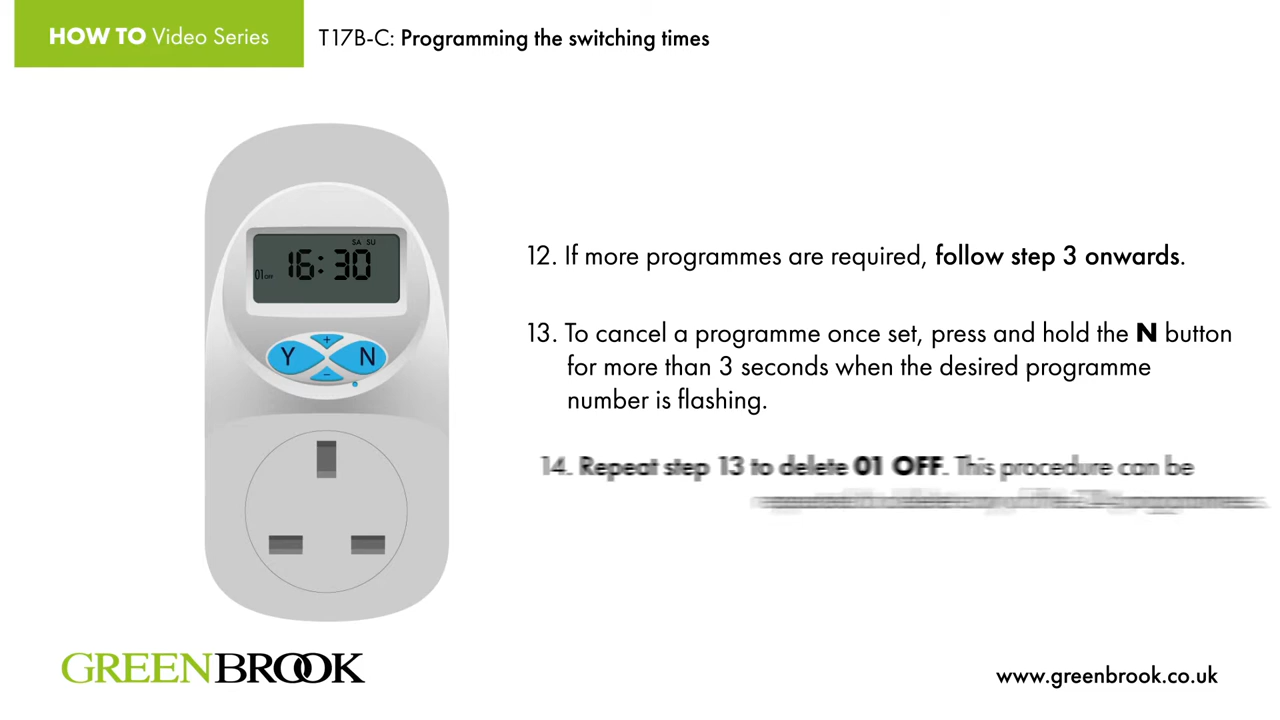 HOW TO Video Series
T17B-C: Programming the switching times
SA SU
01OFF 16:30
+
Y N
−
12. If more programmes are required, follow step 3 onwards.
13. To cancel a programme once set, press and hold the N button
for more than 3 seconds when the desired programme
number is flashing.
14. Repeat step 13 to delete 01 OFF. This procedure can be
programmes.
GREENBROOK
www.greenbrook.co.uk